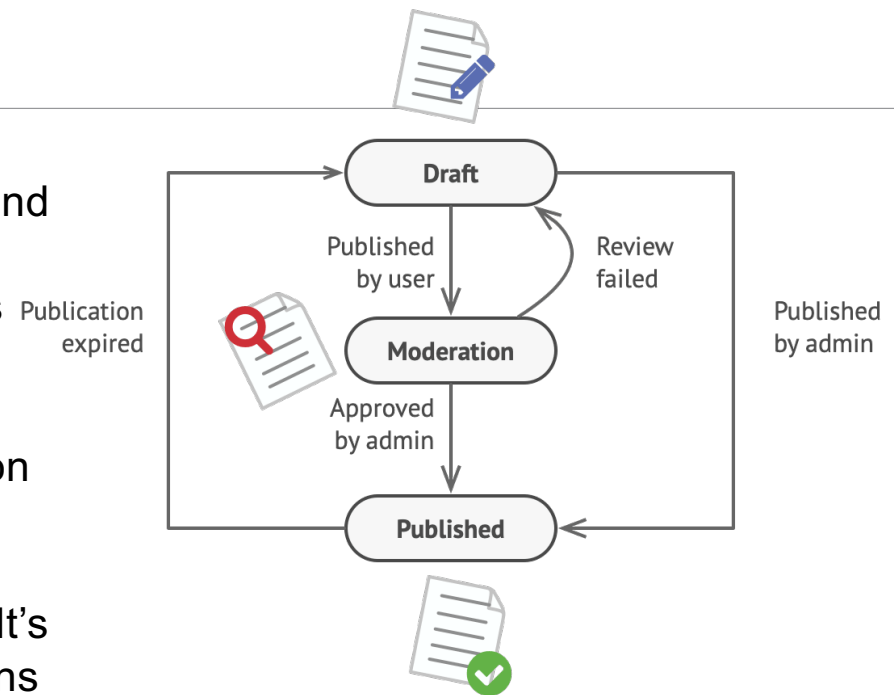 Draft
nd
Published
by user
Review
failed
s
Publication
expired
Published
by admin
Moderation
Approved
by admin
on
Published
It’s
ns